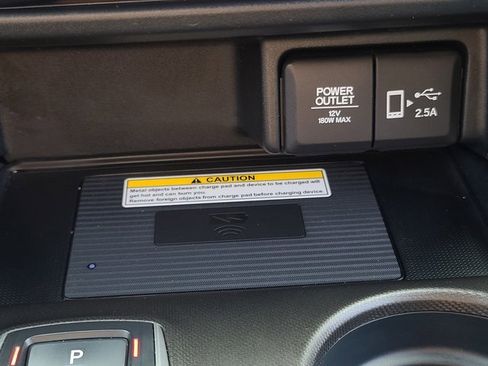 POWER
OUTLET
12V
180W MAX
2.5A
CAUTION
Metal objects between charge pad and device to be charged will
get hot and can burn you.
Remove foreign objects from charge pad before charging device.
P